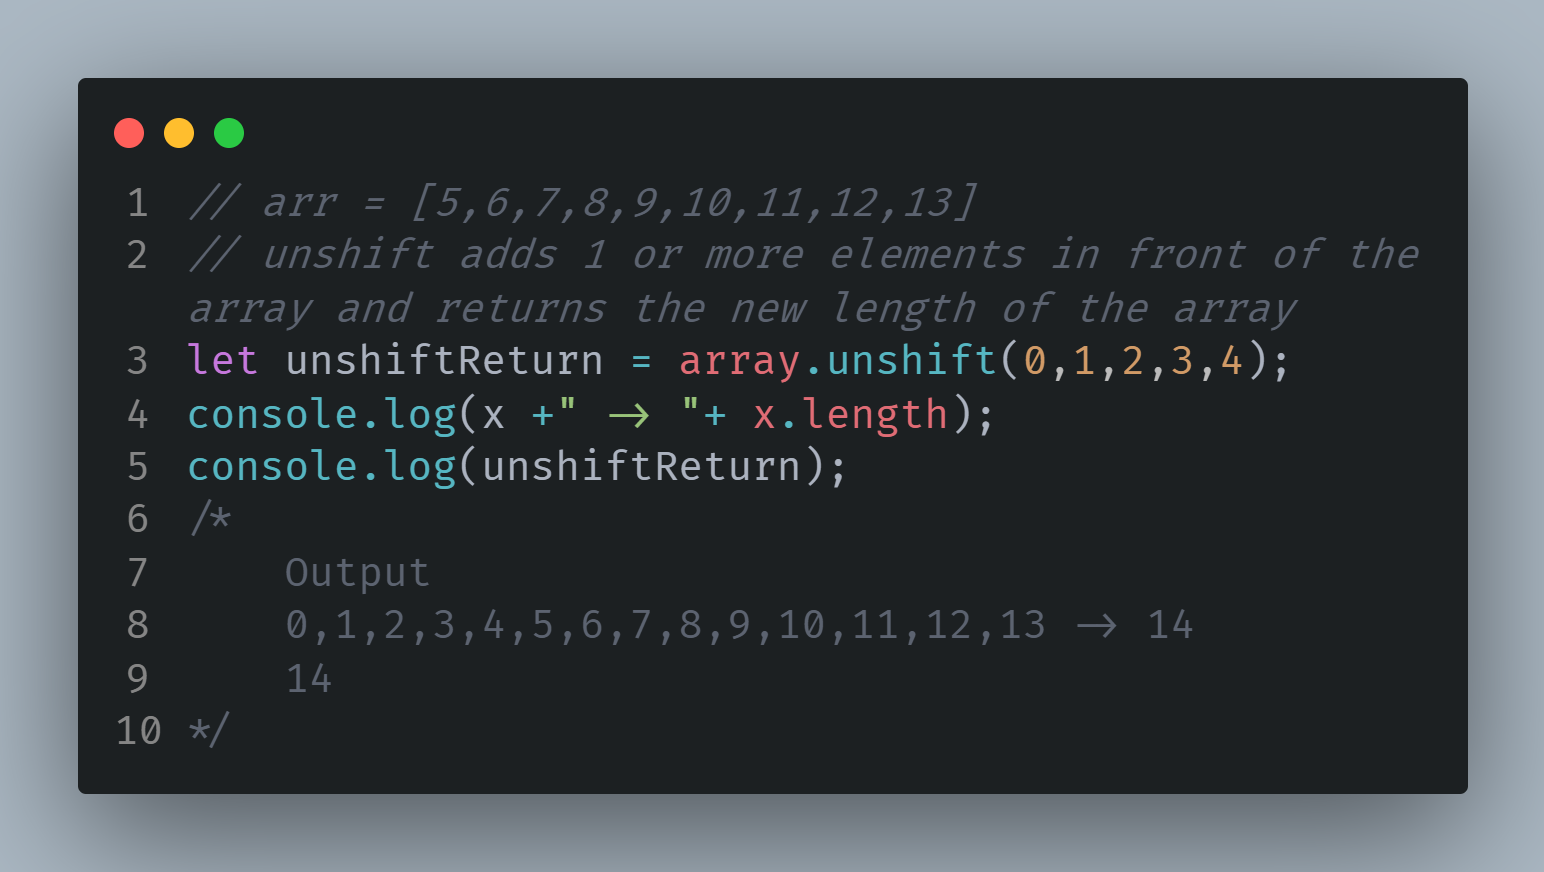 1 // arr = [5,6,7,8,9,10,11,12,13]
2 // unshift adds 1 or more elements in front of the
array and returns the new length of the array
3 let unshiftReturn = array.unshift(0,1,2,3,4);
4 console.log(x +" -> "+ x.length);
5 console.log(unshiftReturn);
6 /*
7     Output
8     0,1,2,3,4,5,6,7,8,9,10,11,12,13 -> 14
9     14
10 */